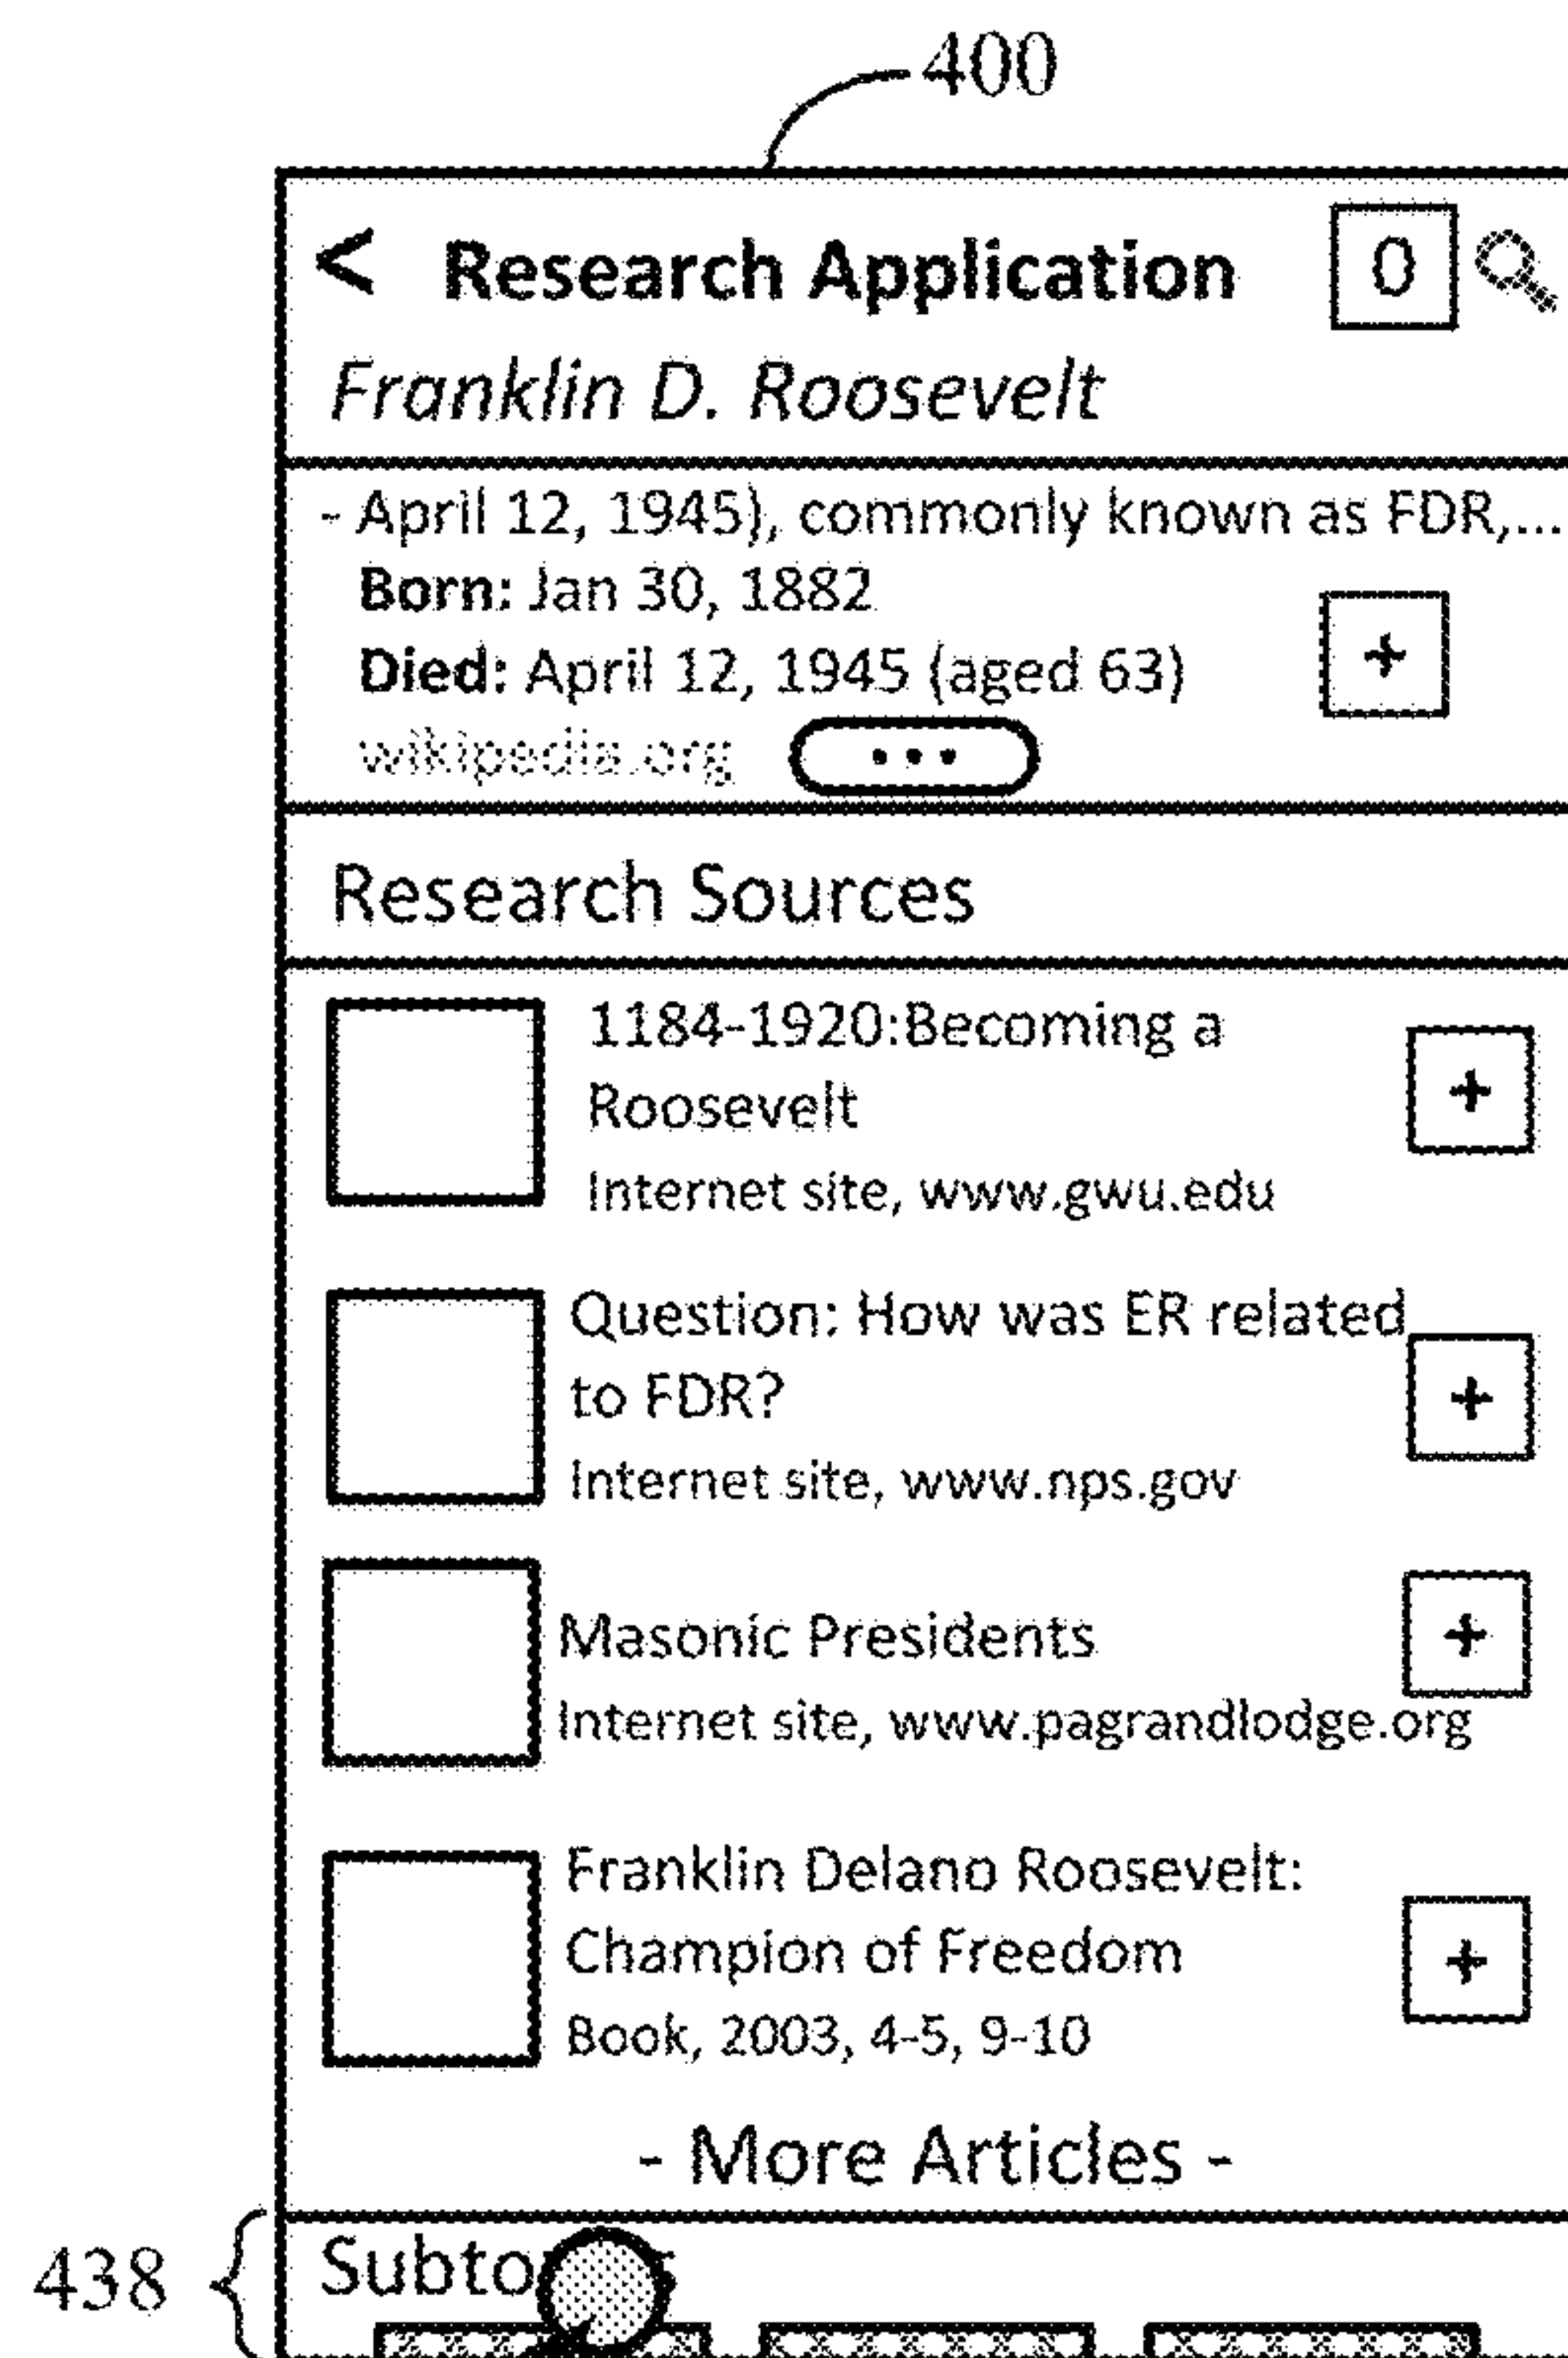 400
< Research Application 0
Franklin D. Roosevelt
- April 12, 1945), commonly known as FDR,...
Born: Jan 30, 1882
+
Died: April 12, 1945 (aged 63)
wikipedia.org ...
Research Sources
1184-1920:Becoming a
Roosevelt
+
Internet site, www.gwu.edu
Question: How was ER related
to FDR?
+
Internet site, www.nps.gov
Masonic Presidents
+
Internet site, www.pagrandlodge.org
Franklin Delano Roosevelt:
Champion of Freedom
+
Book, 2003, 4-5, 9-10
- More Articles -
438